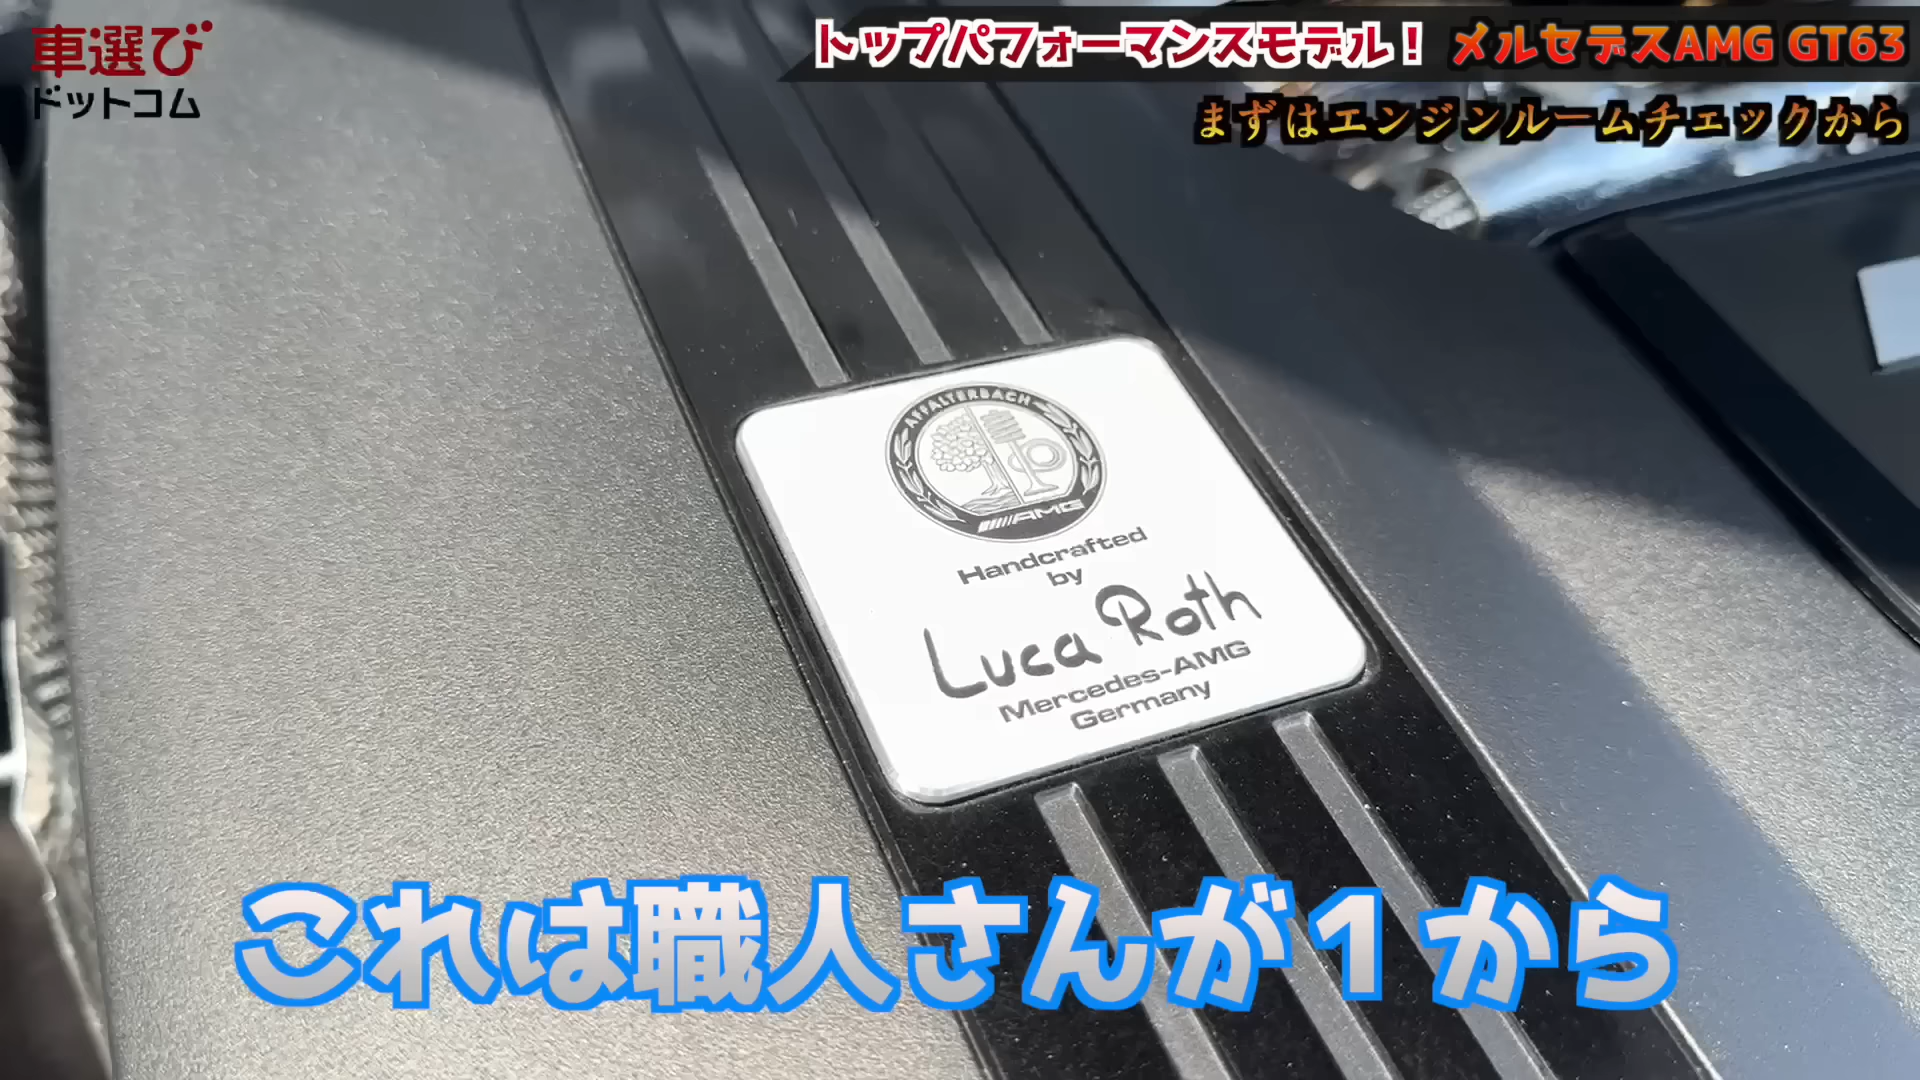 車選び
ドットコム
トップパフォーマンスモデル！ メルセデスAMG GT63
まずはエンジンルームチェックから
AFFALTERBACH
AMG
Handcrafted
by
Luca Roth
Mercedes-AMG
Germany
これは職人さんが1から